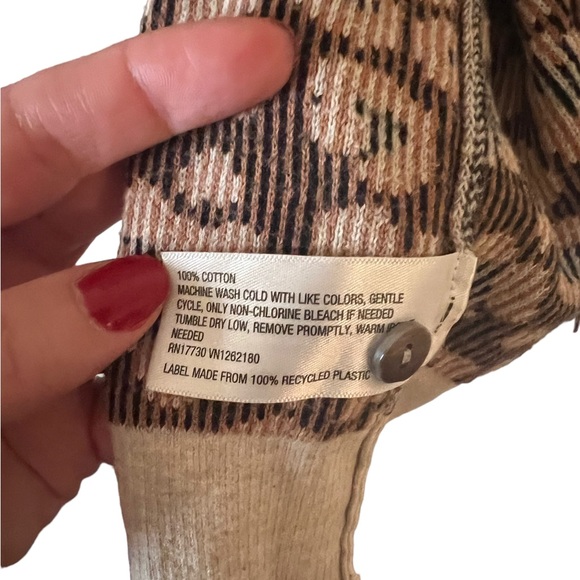 100% COTTON
MACHINE WASH COLD WITH LIKE COLORS, GENTLE
CYCLE, ONLY NON-CHLORINE BLEACH IF NEEDED
TUMBLE DRY LOW, REMOVE PROMPTLY, WARM
NEEDED
RN17730 VN1262180
LABEL MADE FROM 100% RECYCLED PLASTIC